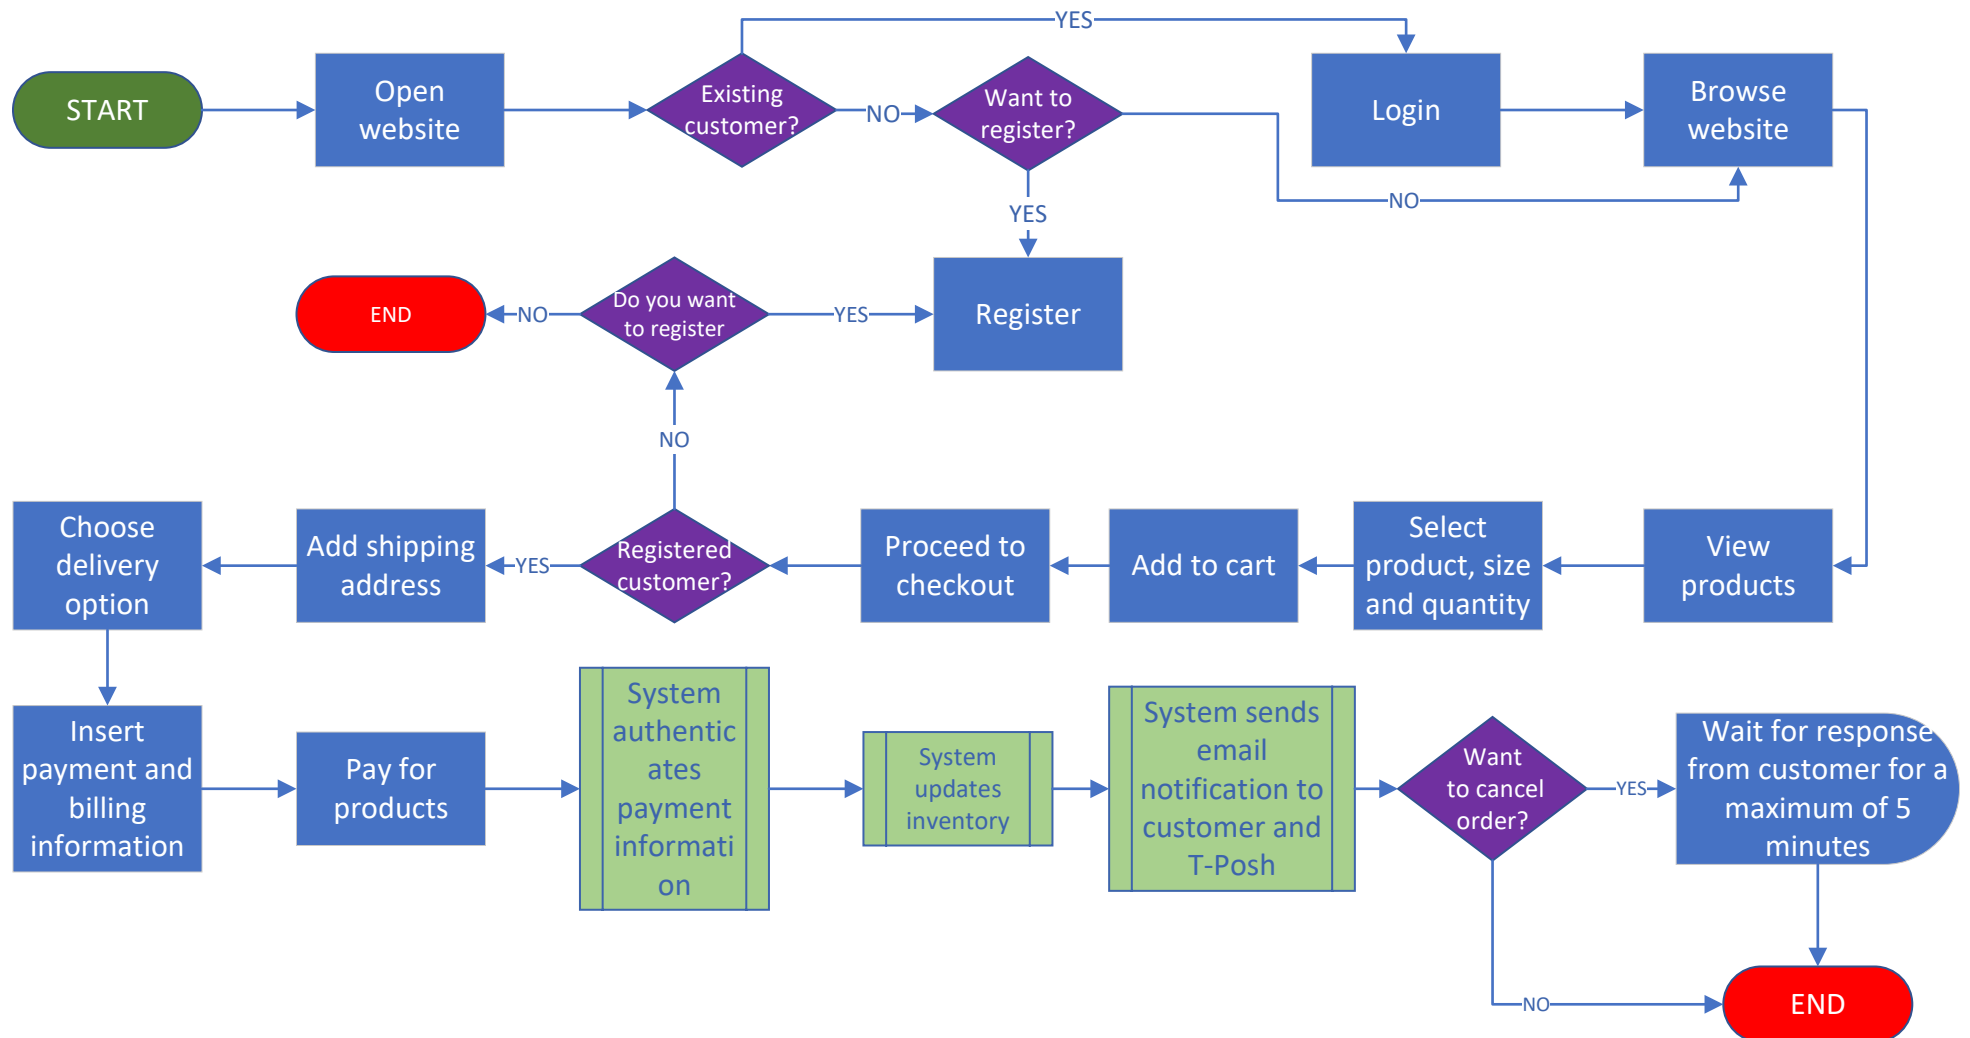 YES
START
Open
website
Existing
customer?
NO
Want to
register?
Login
Browse
website
NO
YES
END
NO
Do you want
to register
YES
Register
NO
Choose
delivery
option
Add shipping
address
YES
Registered
customer?
Proceed to
checkout
Add to cart
Select
product, size
and quantity
View
products
Insert
payment and
billing
information
Pay for
products
System
authentic
ates
payment
informati
on
System
updates
inventory
System sends
email
notification to
customer and
T-Posh
Want
to cancel
order?
YES
Wait for response
from customer for a
maximum of 5
minutes
NO
END